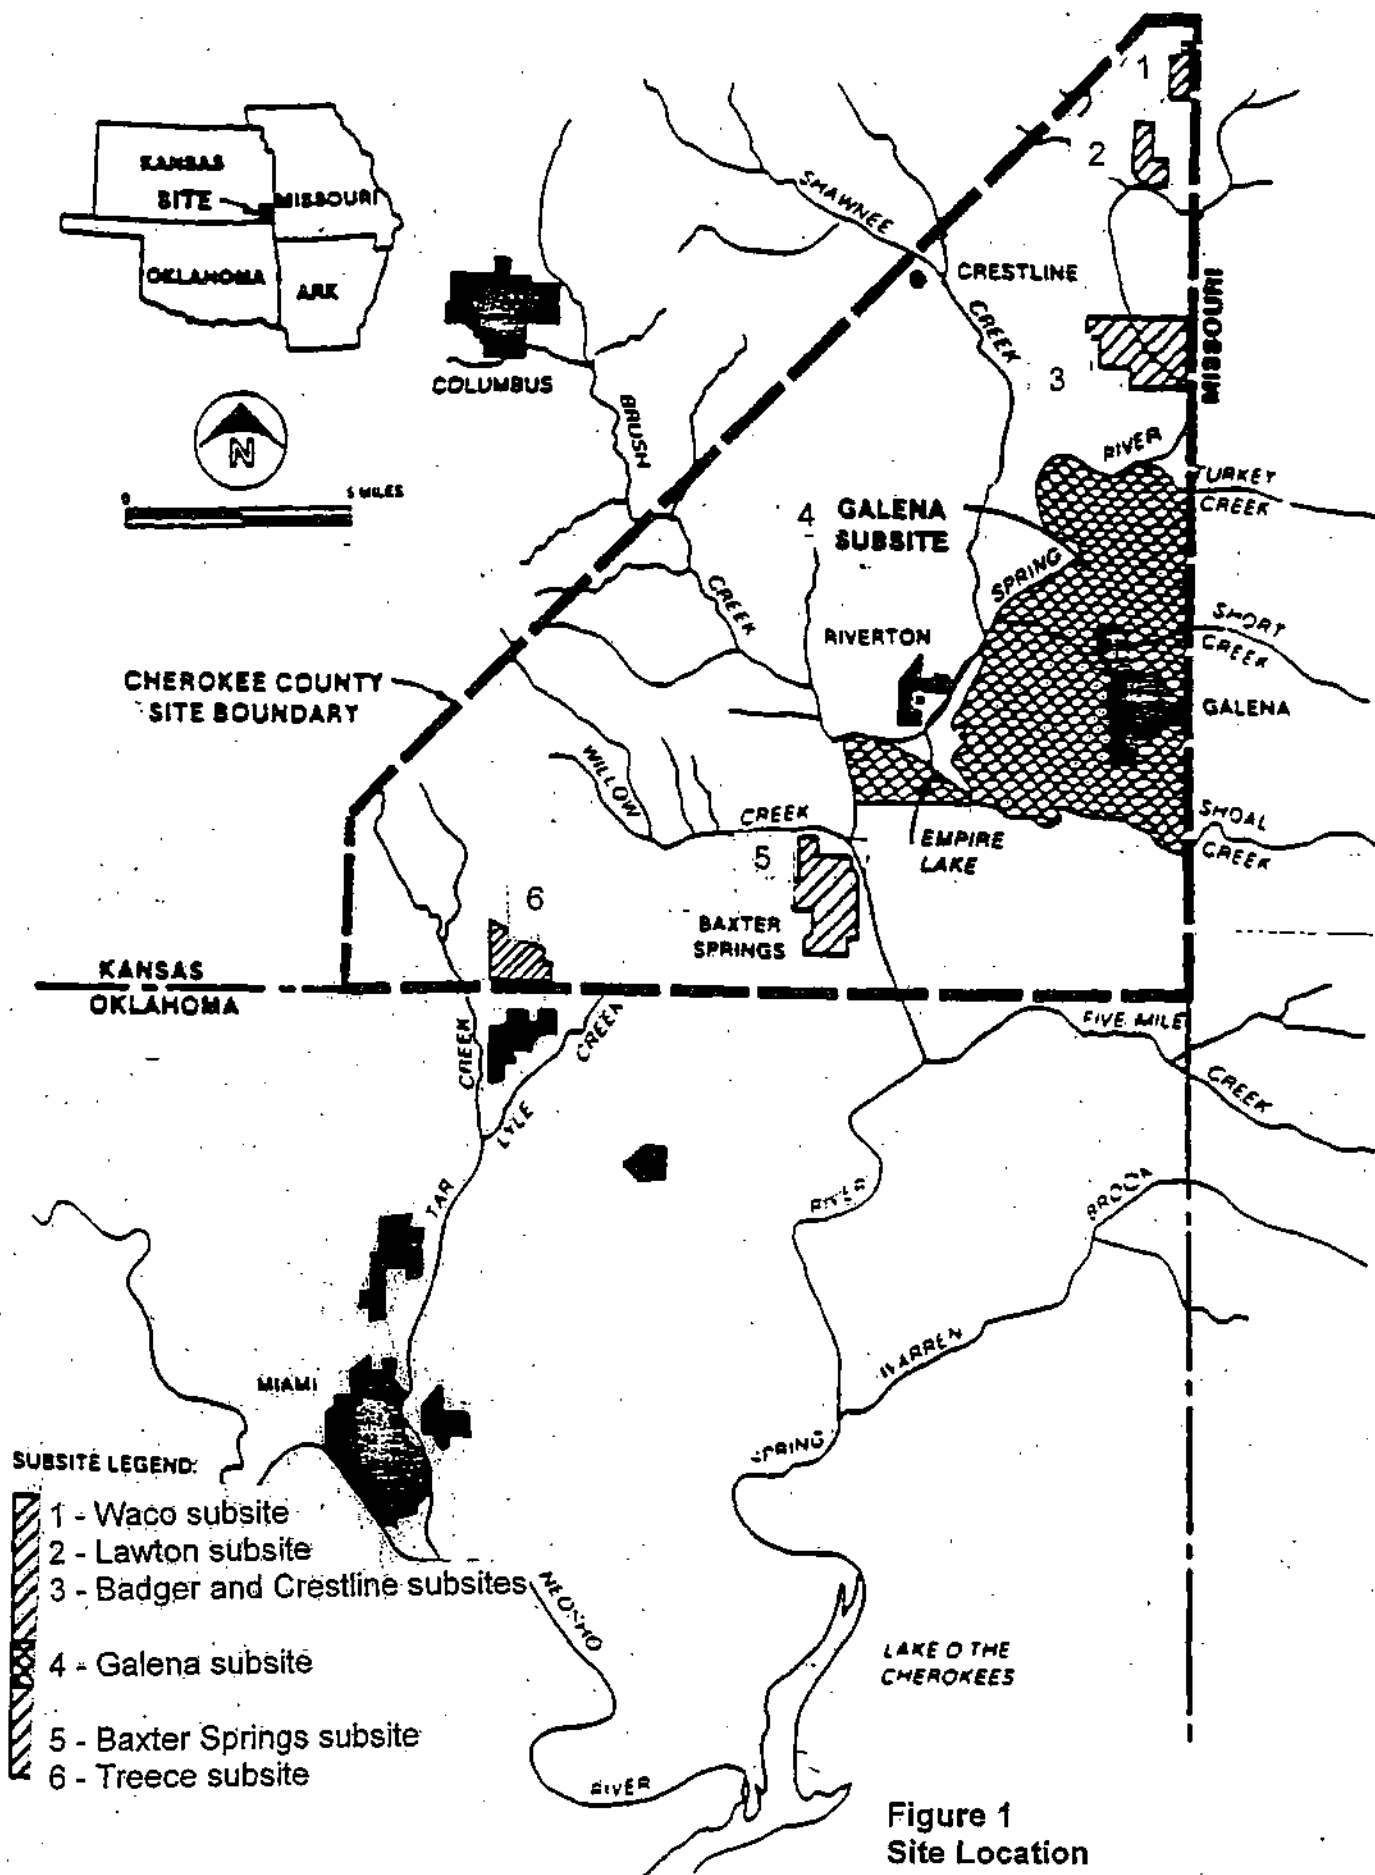 1
KANSAS
SITE
MISSOURI
2
SHAWNEE
OKLAHOMA
ARK
CRESTLINE
CREEK
MISSOURI
COLUMBUS
3
BRUSH
N
RIVER
0
5 MILES
TURKEY
CREEK
4
GALENA
SUBSITE
SPRING
CREEK
SHORT
CREEK
RIVERTON
CHEROKEE COUNTY
SITE BOUNDARY
GALENA
WILLOW
CREEK
SHOAL
CREEK
EMPIRE
LAKE
5
6
BAXTER
SPRINGS
KANSAS
OKLAHOMA
CREEK
CREEK
FIVE MILE
CREEK
LYLE
TAR
RIVER
BROOK
WARREN
MIAMI
SPRING
SUBSITE LEGEND:
1 - Waco subsite
2 - Lawton subsite
3 - Badger and Crestline subsites
4 - Galena subsite
5 - Baxter Springs subsite
6 - Treece subsite
NEOSHO
RIVER
LAKE O THE
CHEROKEES
Figure 1
Site Location